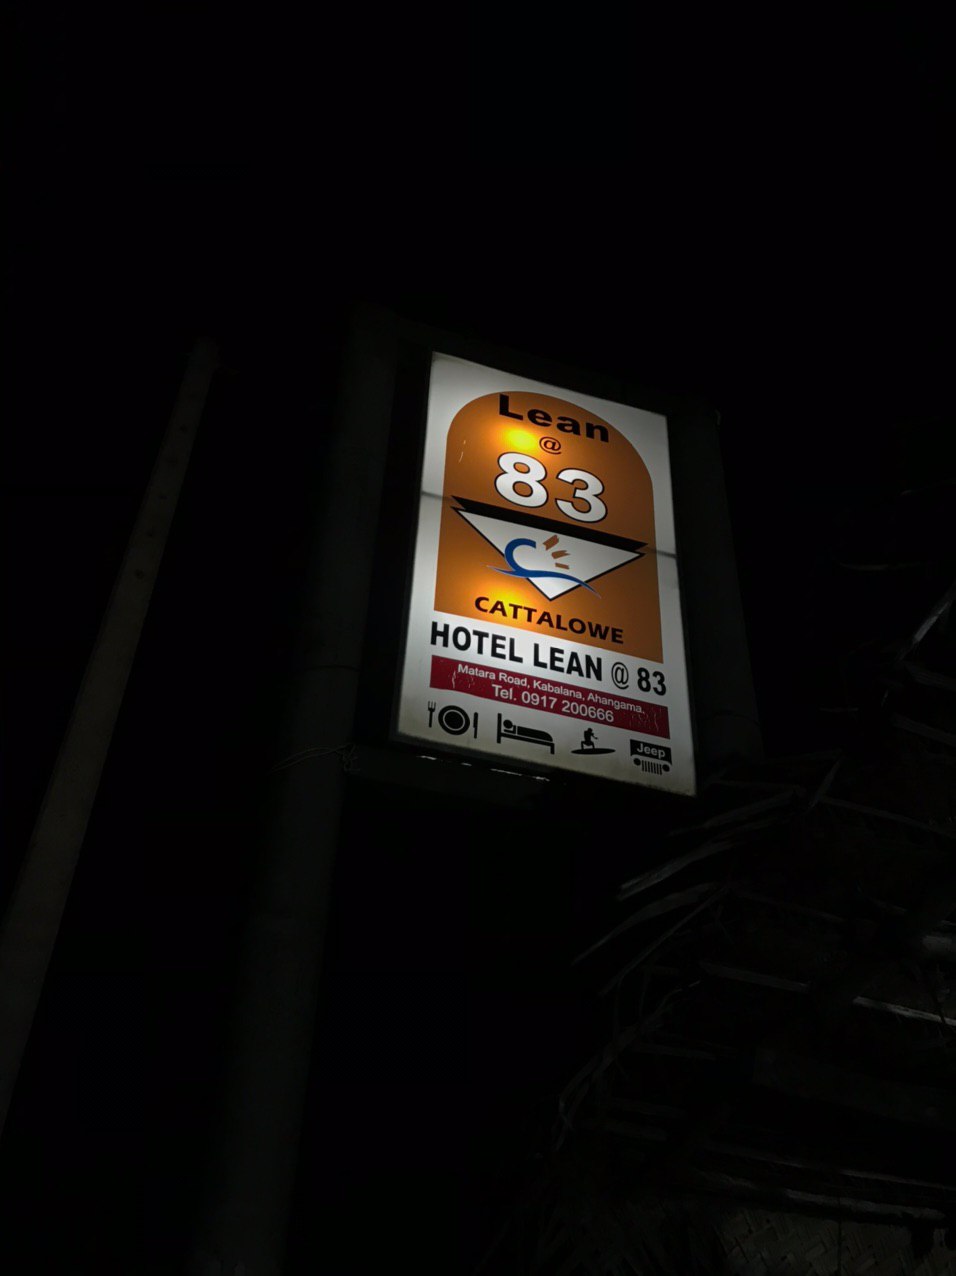 Lean
@
83
CATTALOWE
HOTEL LEAN @ 83
Matara Road, Kabalana, Ahangama.
Tel. 0917 200666
Jeep